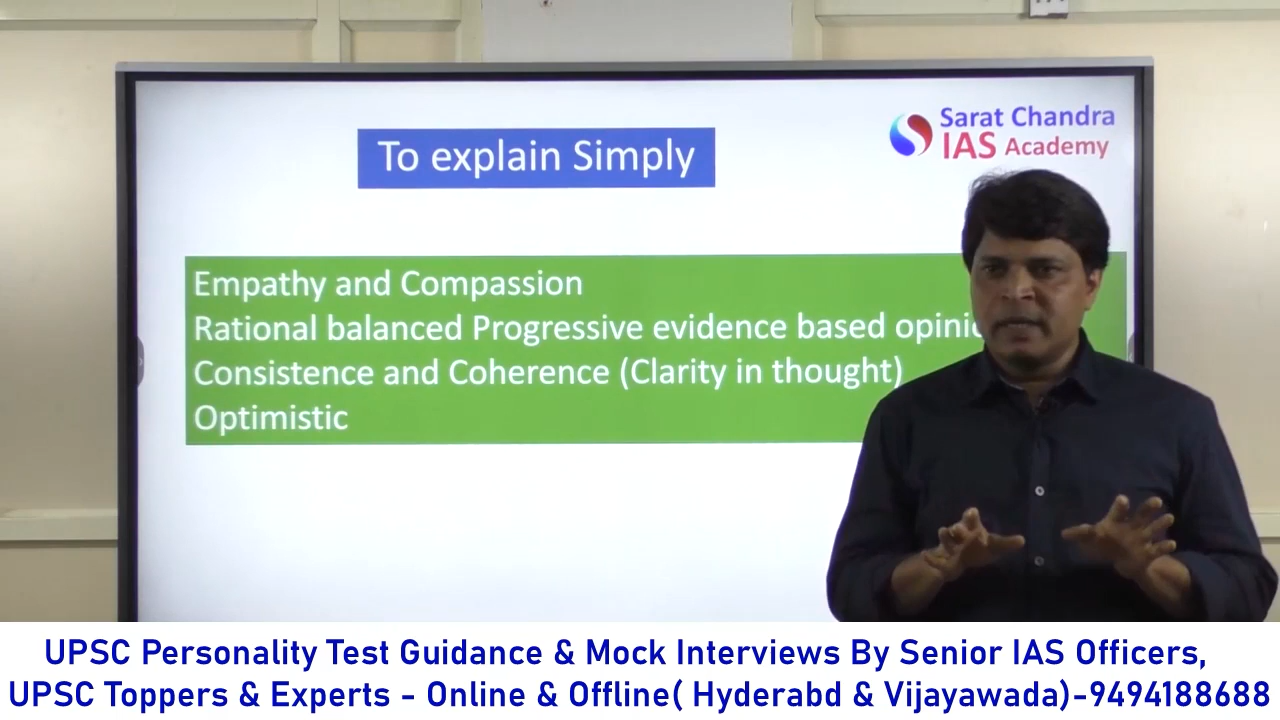 To explain Simply
Sarat Chandra
IAS Academy
Empathy and Compassion
Rational balanced Progressive evidence based
Consistence and Coherence (Clarity in thought)
Optimistic
UPSC Personality Test Guidance & Mock Interviews By Senior IAS Officers,
UPSC Toppers & Experts - Online & Offline( Hyderabd & Vijayawada)-9494188688